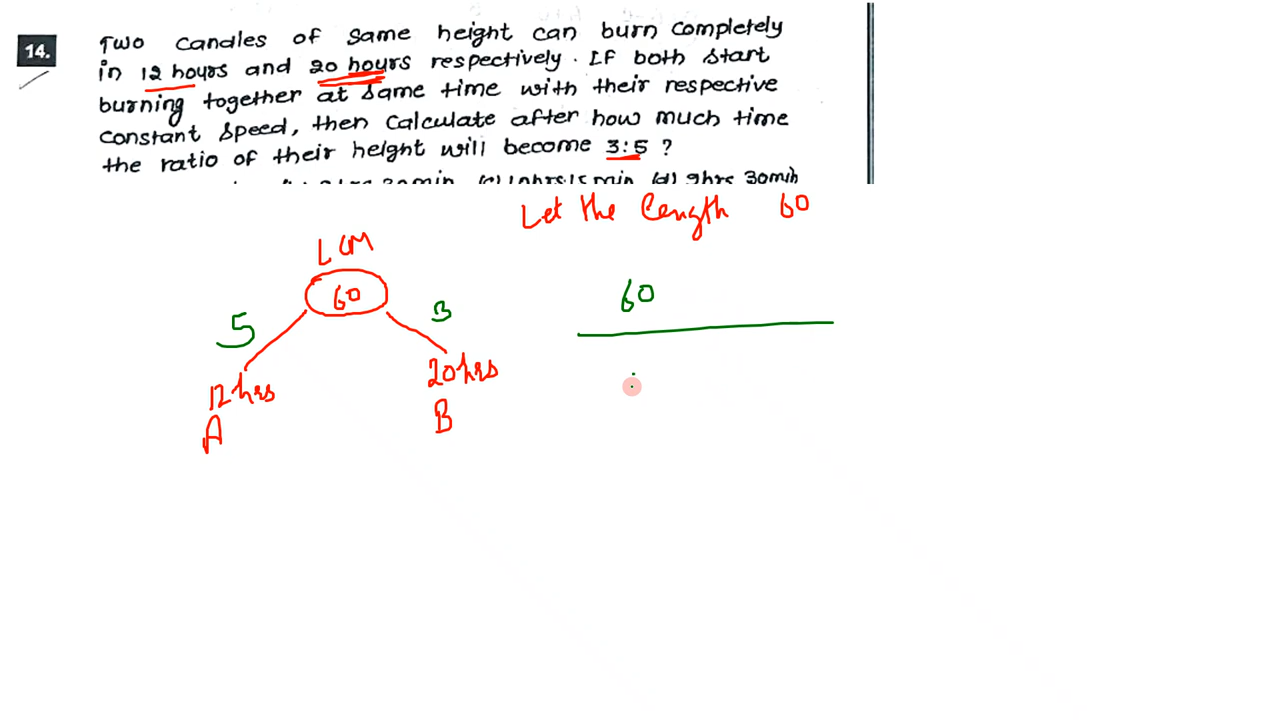 14.
Two candles of same height can burn completely
in 12 hours and 20 hours respectively. If both start
burning together at same time with their respective
constant speed, then calculate after how much time
the ratio of their height will become 3:5 ?
30min
Let the length 60
LCM
60
5
3
12hrs
20hrs
A
B
60